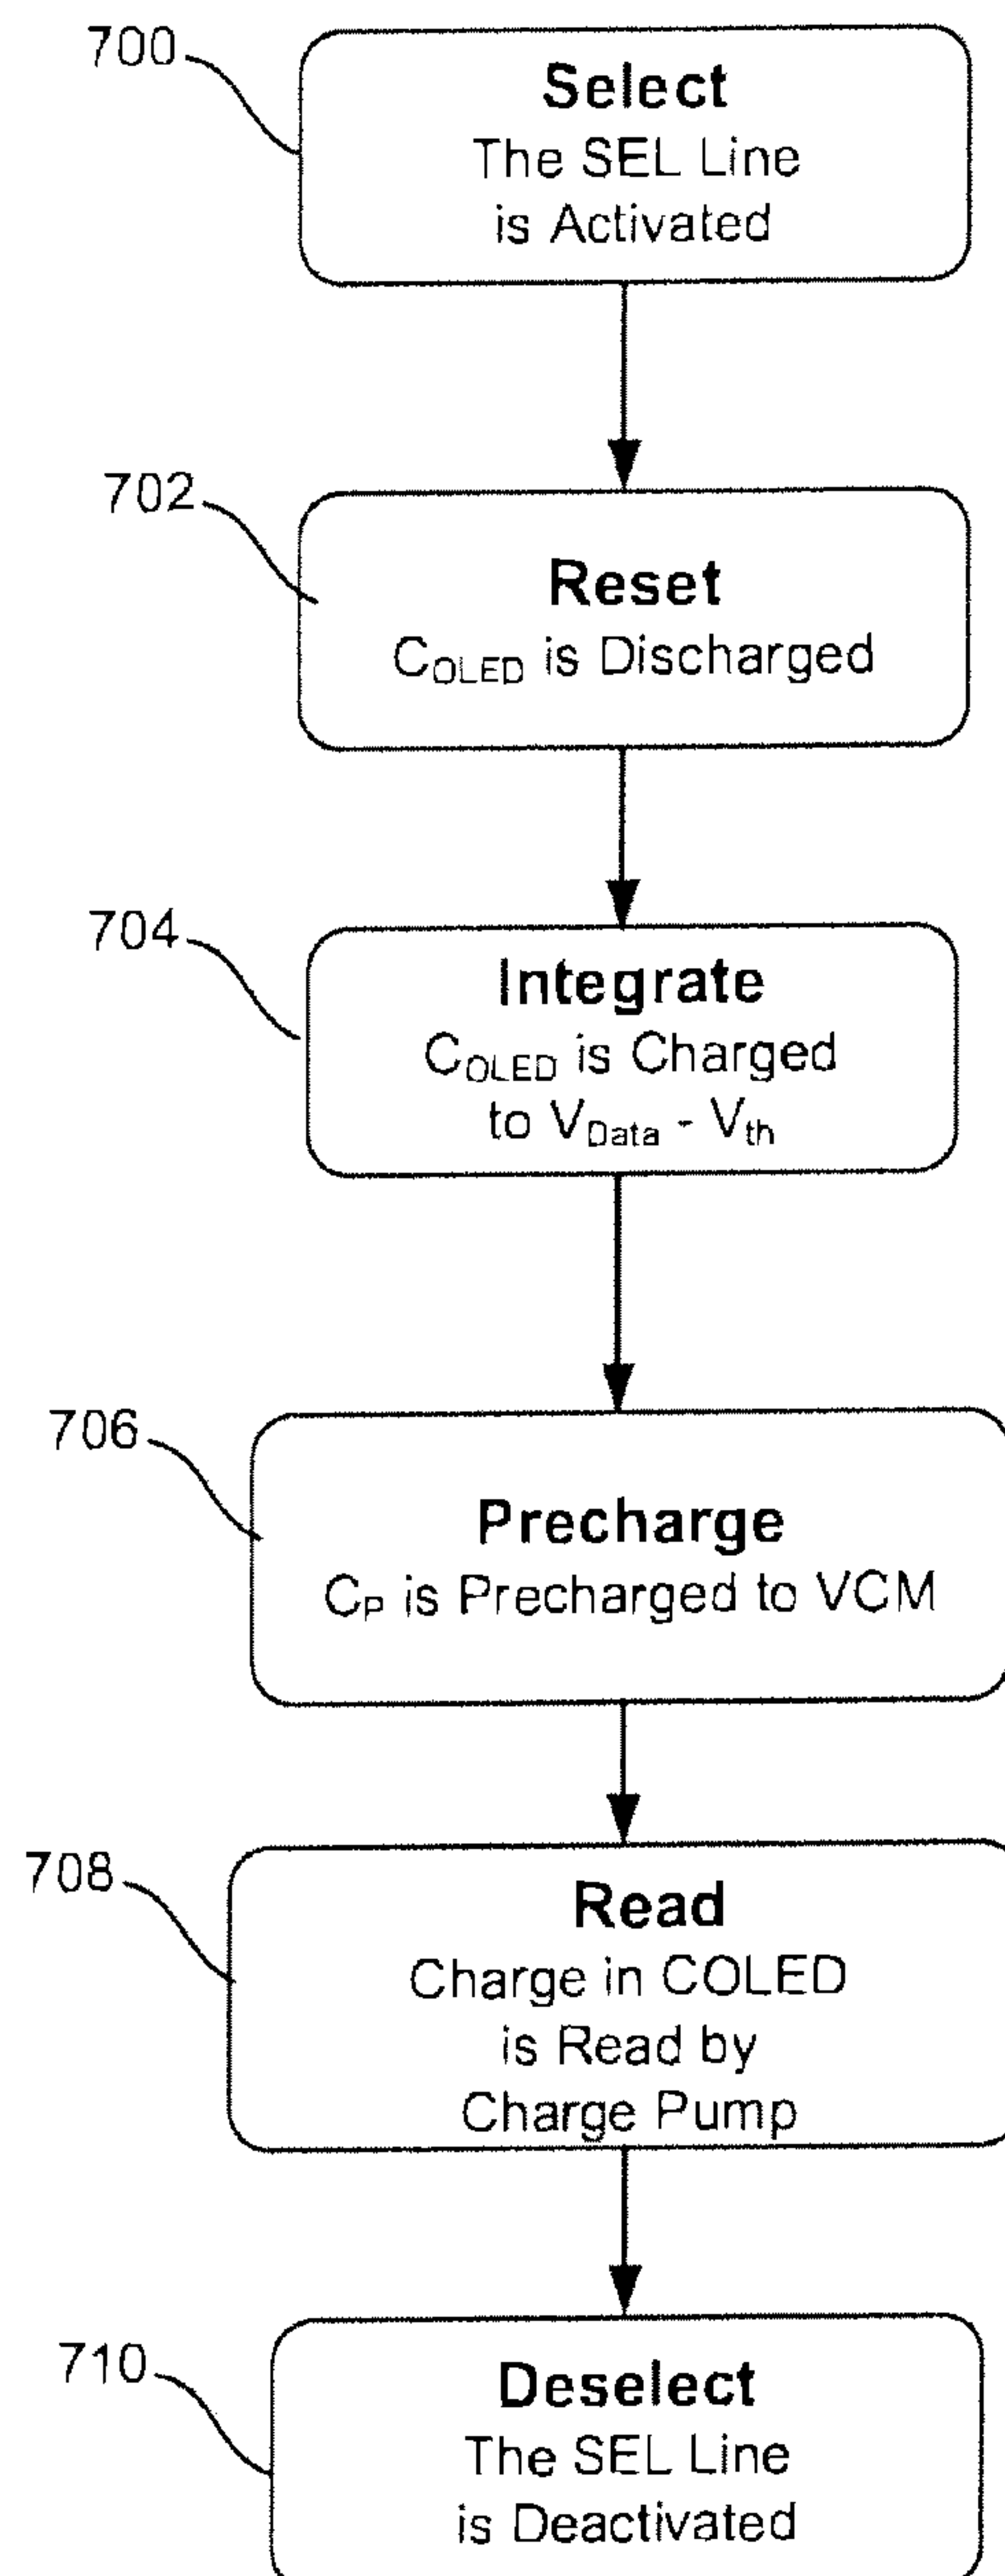 700
Select
The SEL Line
is Activated
702
Reset
COLED is Discharged
704
Integrate
COLED is Charged
to VData - Vth
706
Precharge
CP is Precharged to VCM
708
Read
Charge in COLED
is Read by
Charge Pump
710
Deselect
The SEL Line
is Deactivated